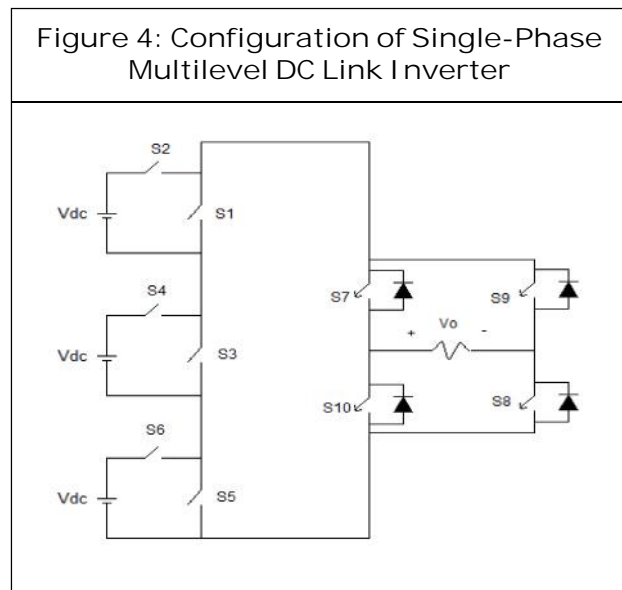 Figure 4: Configuration of Single-Phase
Multilevel DC Link Inverter
S2
Vdc
S1
S4
Vdc
S3
S6
Vdc
S5
S7
S9
+ Vo -
S10
S8